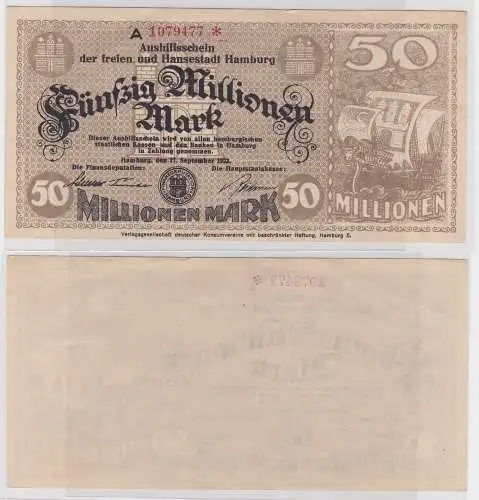 A 1079477 *
Aushilfsschein
der freien und Hansestadt Hamburg
50
Fünfzig Millionen
Mark
Dieser Aushilfsschein wird von allen hamburgischen
staatlichen Kassen und den Banken in Hamburg
in Zahlung genommen.
Hamburg, den 27. September 1923.
Die Finanzdeputation:
Die Hauptstaatskasse:
50
50
MILLIONEN MARK
MILLIONEN
Verlagsgesellschaft deutscher Konsumvereine mit beschränkter Haftung, Hamburg 5.